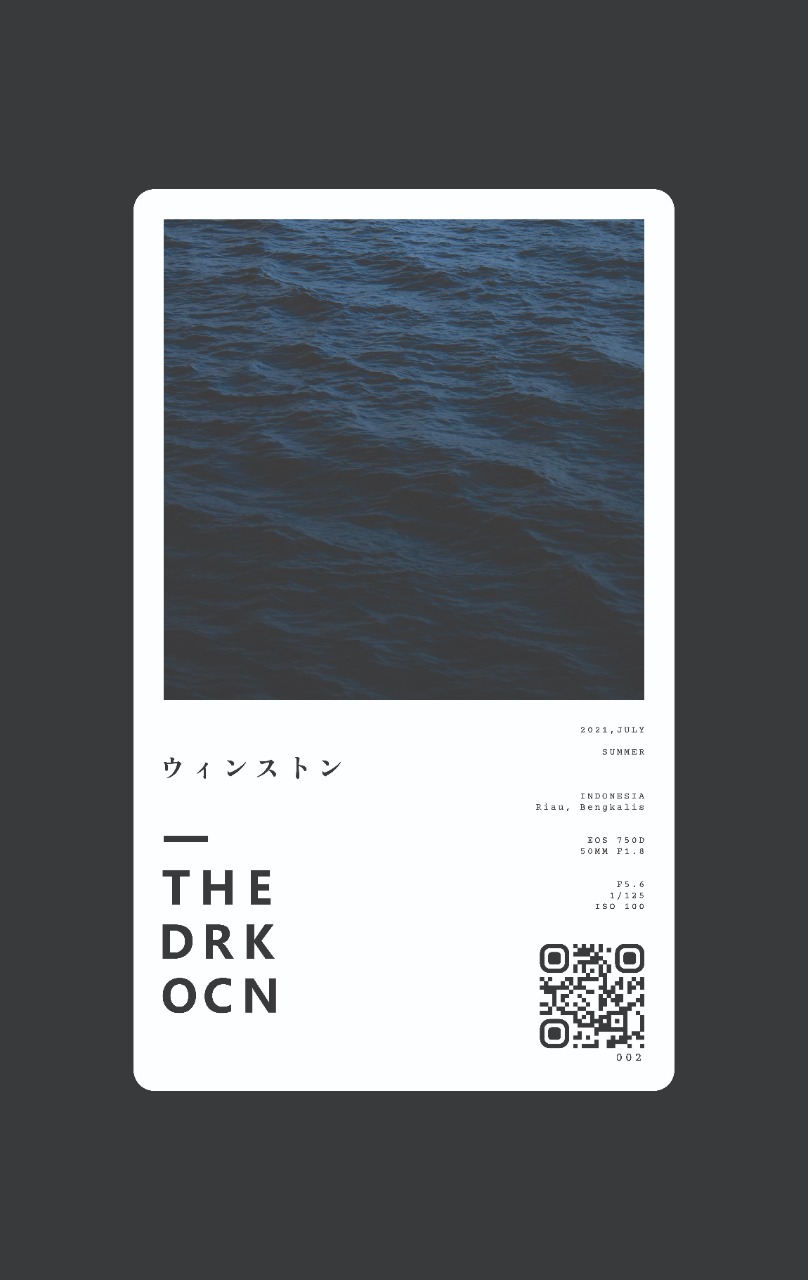 2021,JULY
SUMMER
ウィンストン
INDONESIA
Riau, Bengkalis
EOS 750D
50MM F1.8
THE
DRK
OCN
F5.6
1/125
ISO 100
002